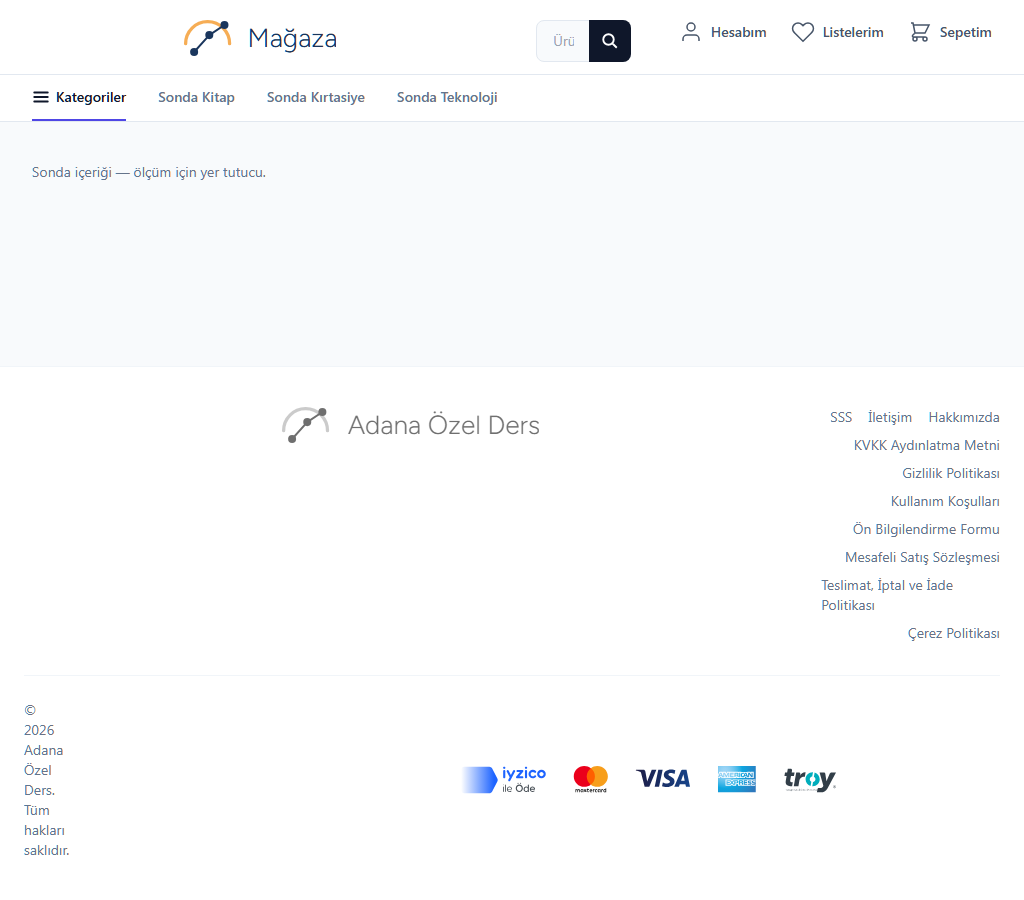 Mağaza
Ürü
Hesabım
Listelerim
Sepetim
Kategoriler
Sonda Kitap
Sonda Kırtasiye
Sonda Teknoloji
Sonda içeriği — ölçüm için yer tutucu.
Adana Özel Ders
SSS İletişim Hakkımızda
KVKK Aydınlatma Metni
Gizlilik Politikası
Kullanım Koşulları
Ön Bilgilendirme Formu
Mesafeli Satış Sözleşmesi
Teslimat, İptal ve İade
Politikası
Çerez Politikası
©
2026
Adana
Özel
Ders.
Tüm
hakları
saklıdır.
iyzico
ile Öde
mastercard
VISA
AMERICAN
EXPRESS
troy